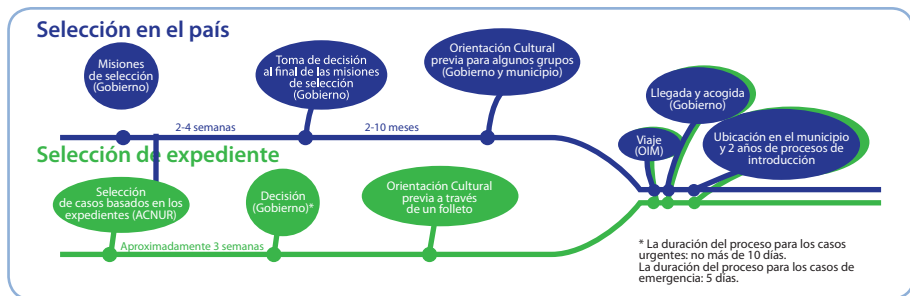 Selección en el país
Misiones
de selección
(Gobierno)
Toma de decisión
al final de las misiones
de selección
(Gobierno)
Orientación Cultural
previa para algunos grupos
(Gobierno y municipio)
Llegada y acogida
(Gobierno)
2-4 semanas
2-10 meses
Viaje
(OIM)
Ubicación en el municipio
y 2 años de procesos de
introducción
Selección de expediente
Selección
de casos basados en los
expedientes (ACNUR)
Decisión
(Gobierno)*
Orientación Cultural
previa a través
de un folleto
Aproximadamente 3 semanas
* La duración del proceso para los casos
urgentes: no más de 10 días.
La duración del proceso para los casos de
emergencia: 5 días.